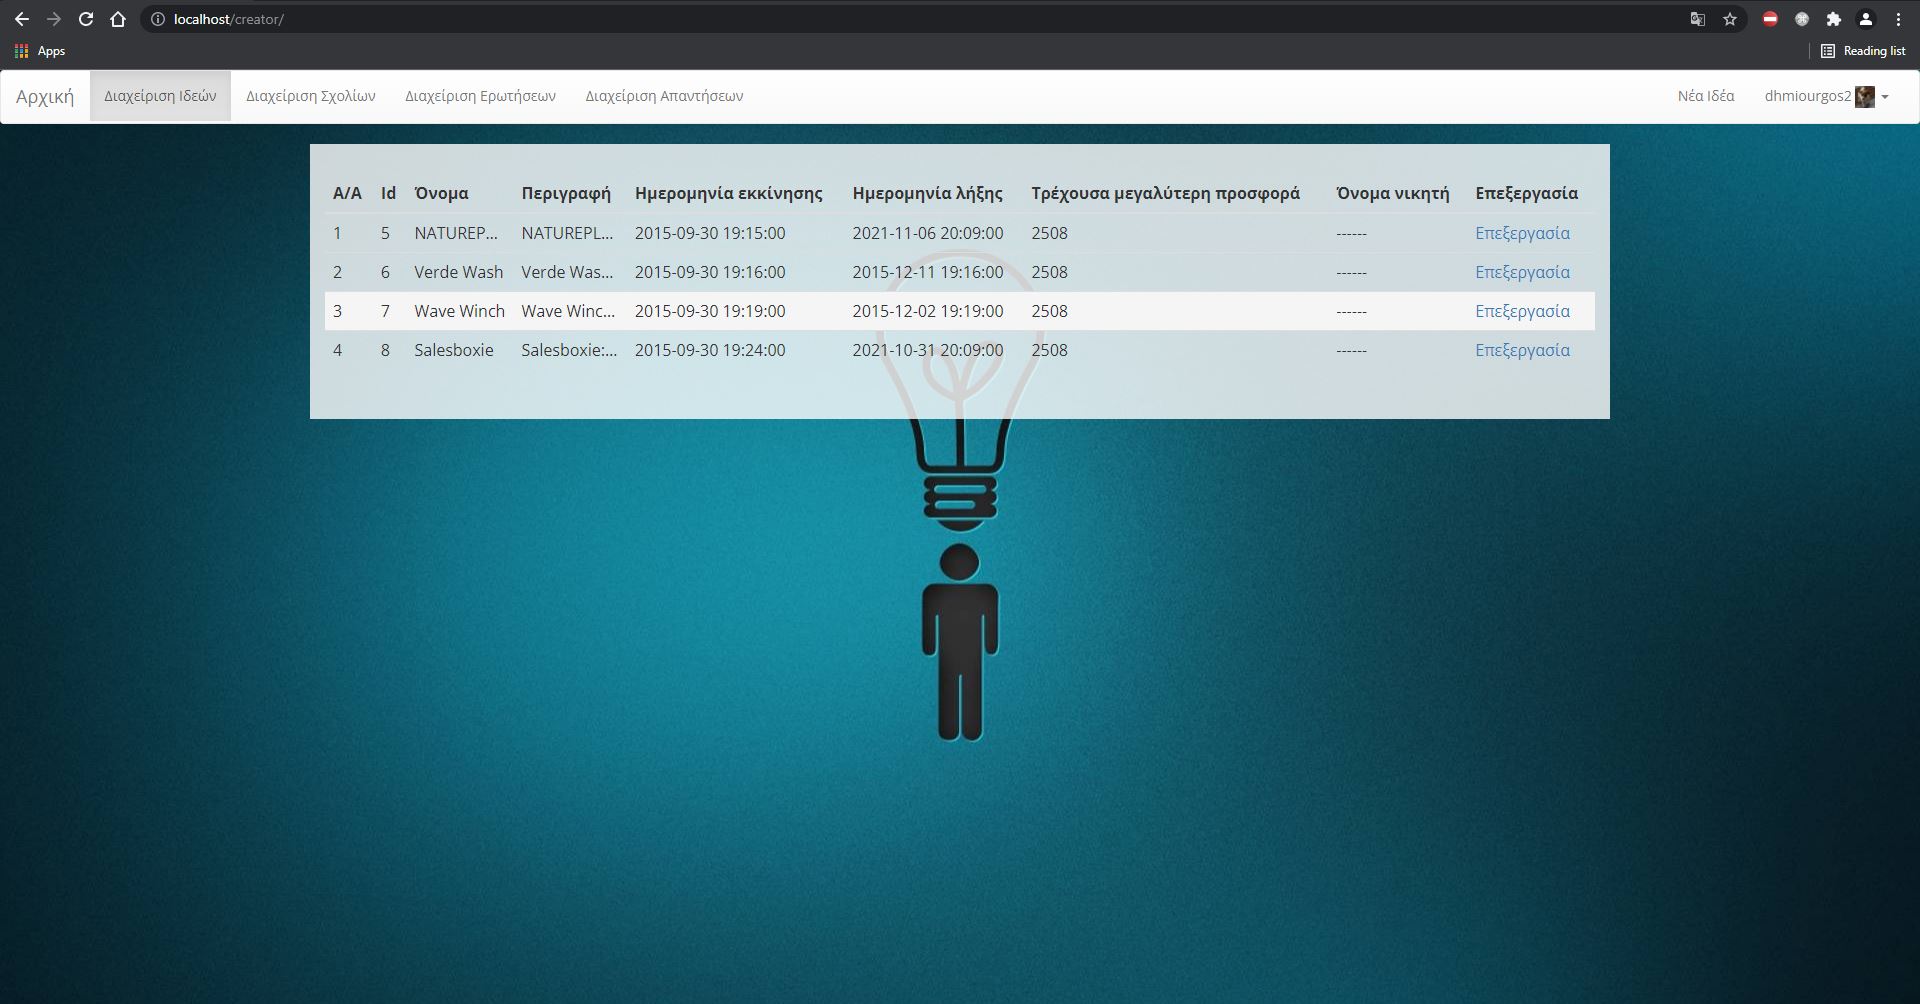 localhost/creator/
Apps
Reading list
Αρχική Διαχείριση Ιδεών Διαχείριση Σχολίων Διαχείριση Ερωτήσεων Διαχείριση Απαντήσεων Νέα Ιδέα dhmiourgos2
Α/Α Id Όνομα Περιγραφή Ημερομηνία εκκίνησης Ημερομηνία λήξης Τρέχουσα μεγαλύτερη προσφορά Όνομα νικητή Επεξεργασία
1 5 NATUREP... NATUREPL... 2015-09-30 19:15:00 2021-11-06 20:09:00 2508 ------ Επεξεργασία
2 6 Verde Wash Verde Was... 2015-09-30 19:16:00 2015-12-11 19:16:00 2508 ------ Επεξεργασία
3 7 Wave Winch Wave Winc... 2015-09-30 19:19:00 2015-12-02 19:19:00 2508 ------ Επεξεργασία
4 8 Salesboxie Salesboxie:... 2015-09-30 19:24:00 2021-10-31 20:09:00 2508 ------ Επεξεργασία